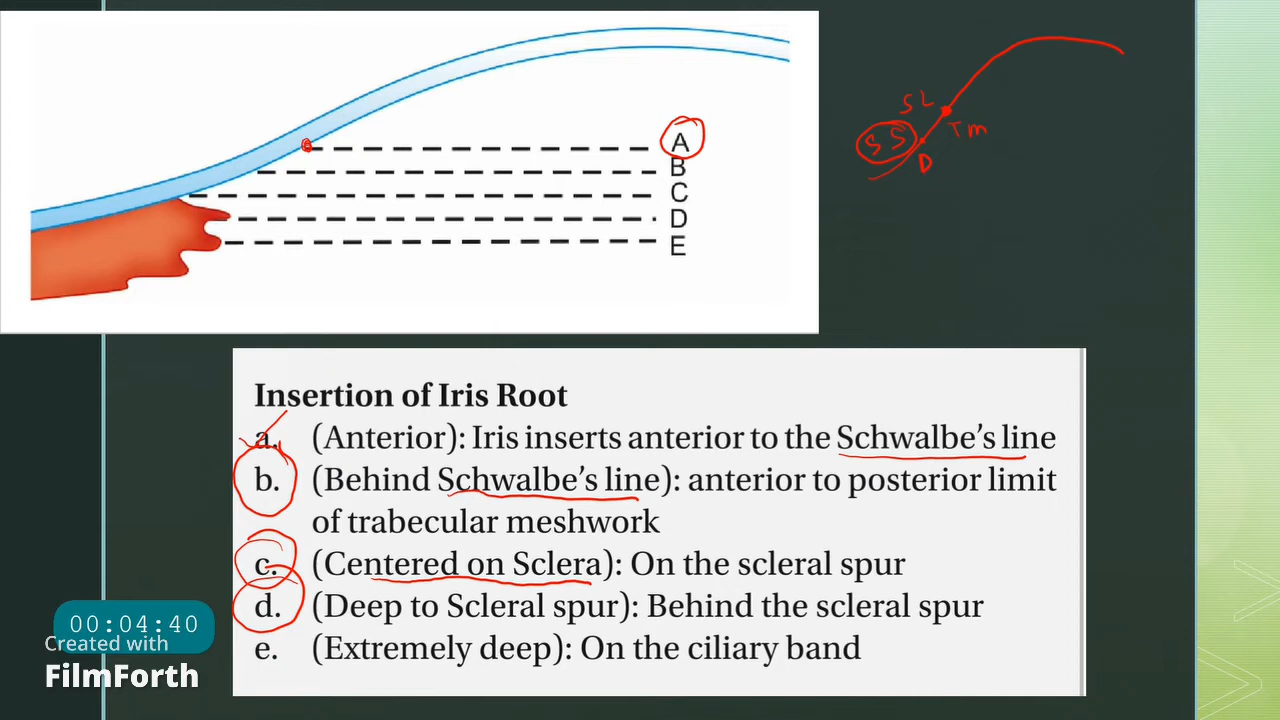 A
B
C
D
E
SL
Tm
SS
D
Insertion of Iris Root
a. (Anterior): Iris inserts anterior to the Schwalbe's line
b. (Behind Schwalbe's line): anterior to posterior limit
of trabecular meshwork
c. (Centered on Sclera): On the scleral spur
d. (Deep to Scleral spur): Behind the scleral spur
e. (Extremely deep): On the ciliary band
00:04:40
Created with
FilmForth